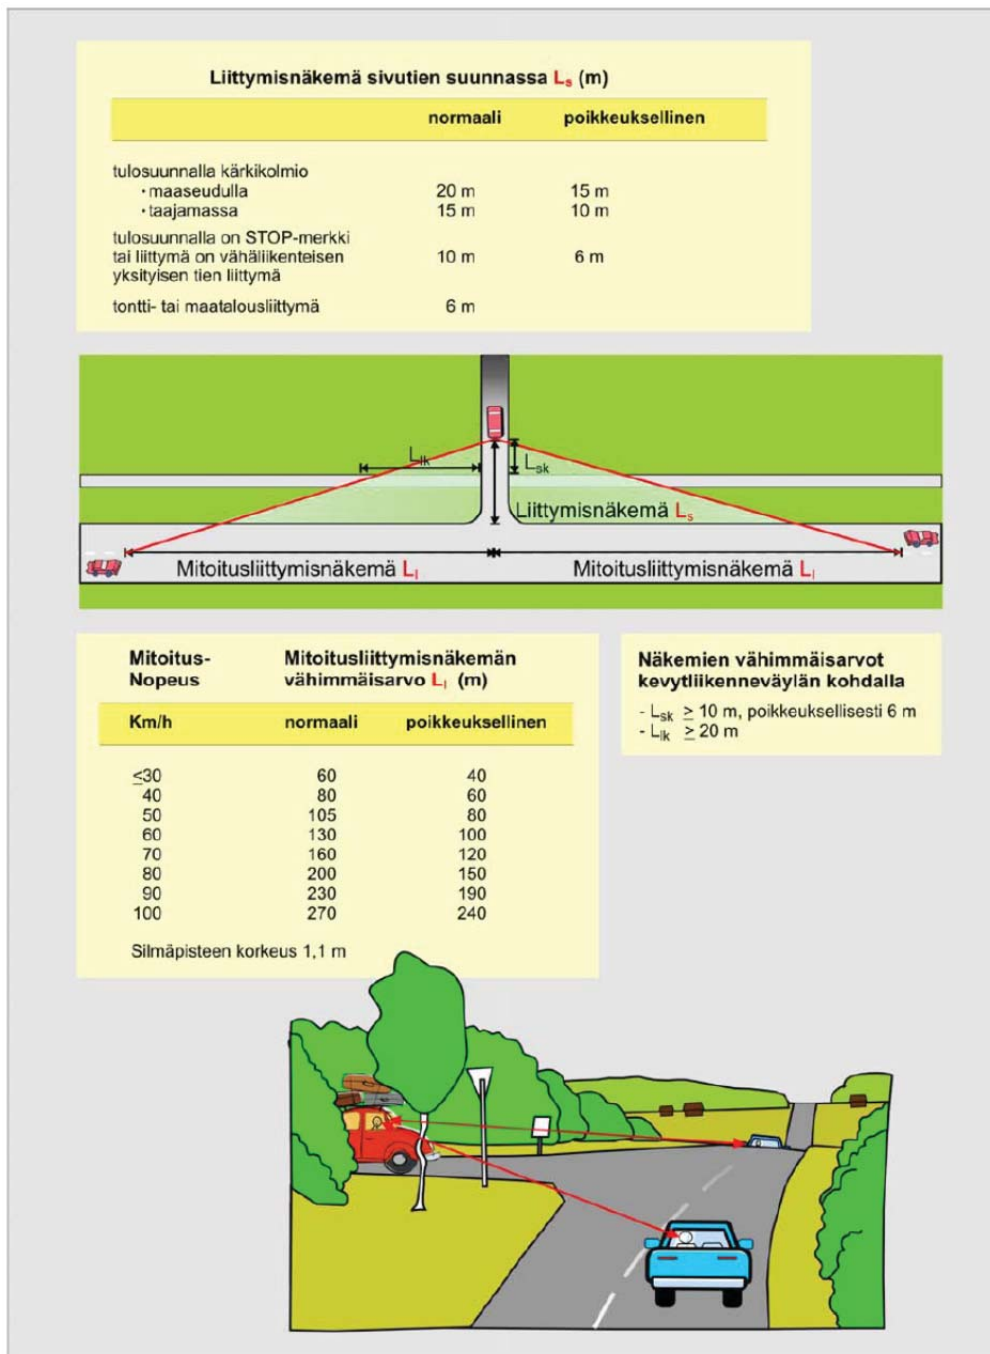 Liittymisnäkemä sivutien suunnassa Ls (m)
normaali poikkeuksellinen
tulosuunnalla kärkikolmio
• maaseudulla 20 m 15 m
• taajamassa 15 m 10 m
tulosuunnalla on STOP-merkki
tai liittymä on vähäliikenteisen 10 m 6 m
yksityisen tien liittymä
tontti- tai maatalousliittymä 6 m
Llk
Lsk
Liittymisnäkemä Ls
Mitoitusliittymisnäkemä Ll Mitoitusliittymisnäkemä Ll
Mitoitus- Mitoitusliittymisnäkemän
Nopeus vähimmäisarvo Ll (m)
Km/h normaali poikkeuksellinen
≤30 60 40
40 80 60
50 105 80
60 130 100
70 160 120
80 200 150
90 230 190
100 270 240
Silmäpisteen korkeus 1,1 m
Näkemien vähimmäisarvot
kevytliikenneväylän kohdalla
- Lsk ≥ 10 m, poikkeuksellisesti 6 m
- Llk ≥ 20 m